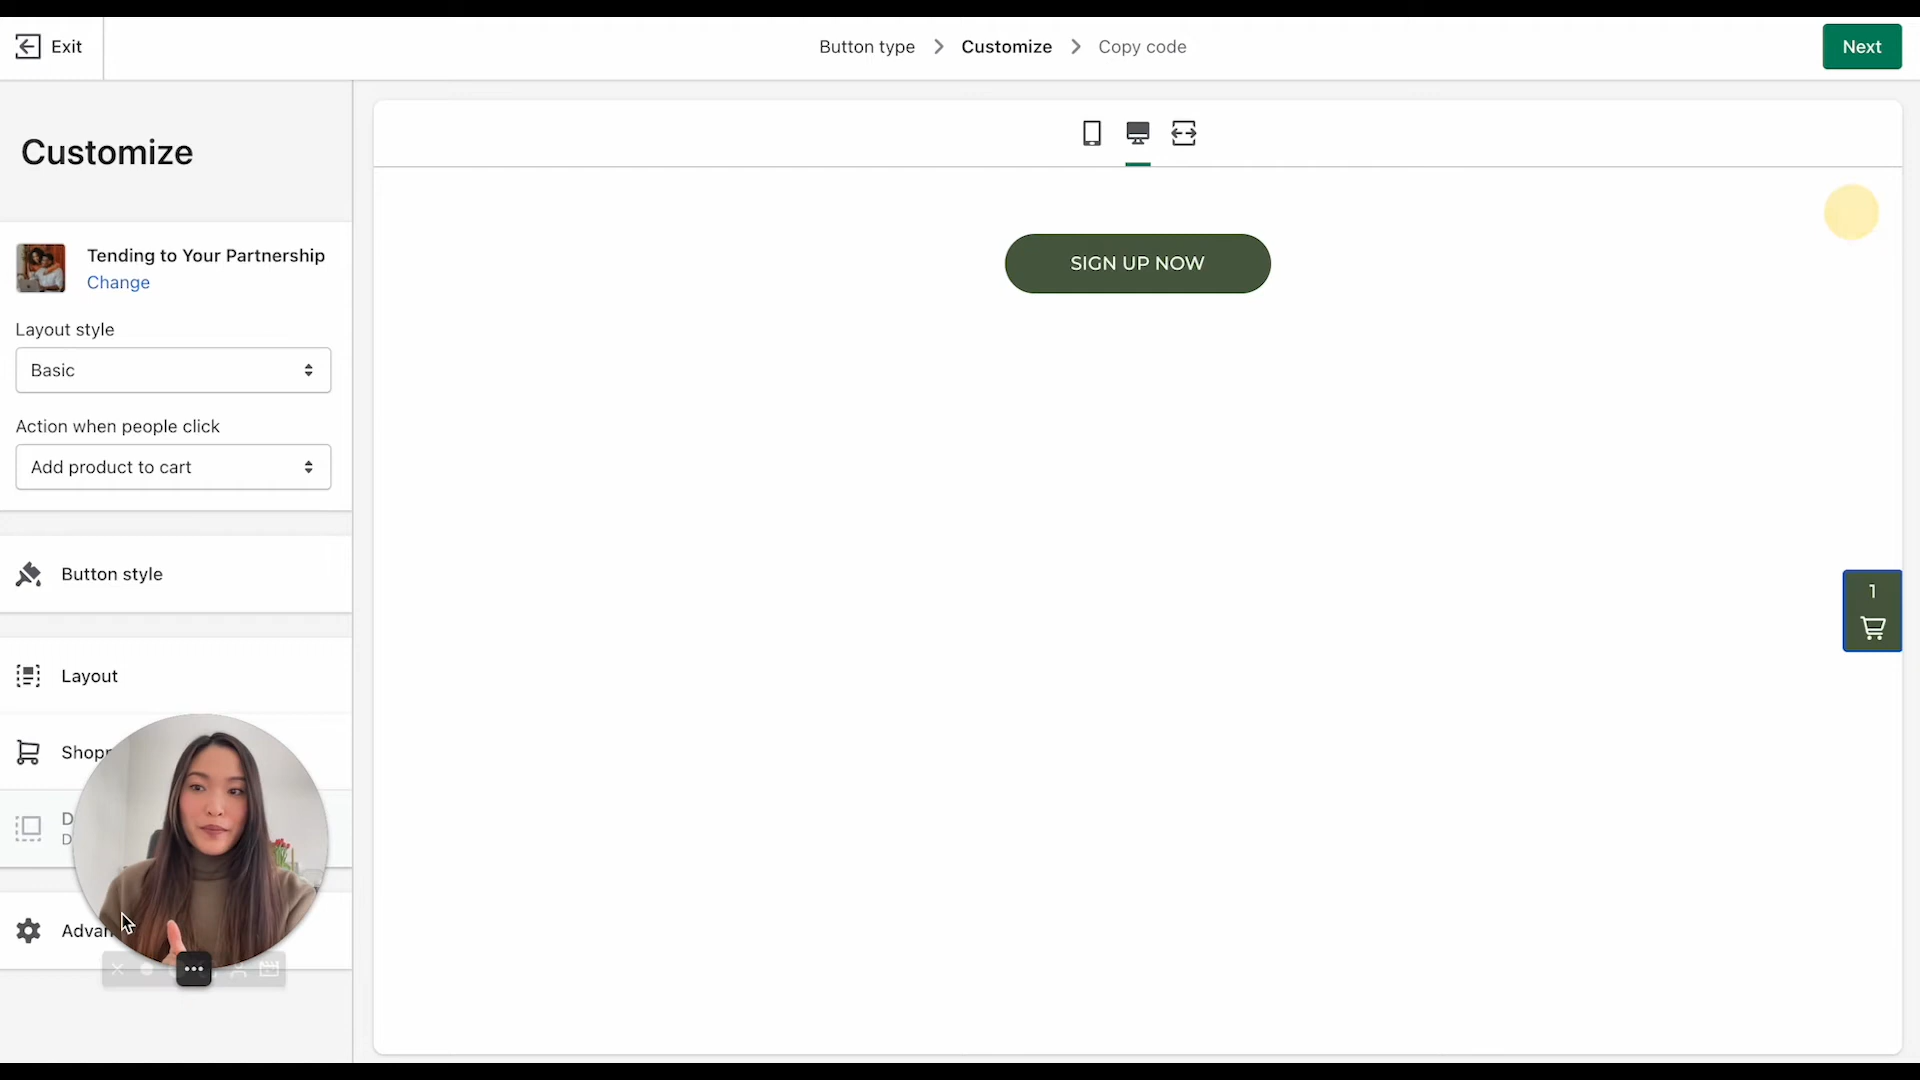 Exit
Button type
Customize
Copy code
Next
Customize
Tending to Your Partnership
Change
Layout style
Basic
Action when people click
Add product to cart
SIGN UP NOW
Button style
1
Layout